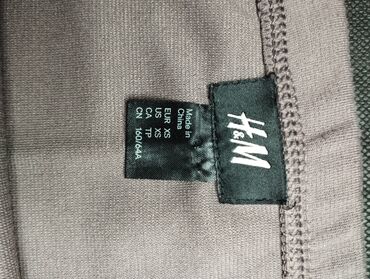 H&M
Made in
China
EUR XS
US XS
CA TP
CN 160/64A